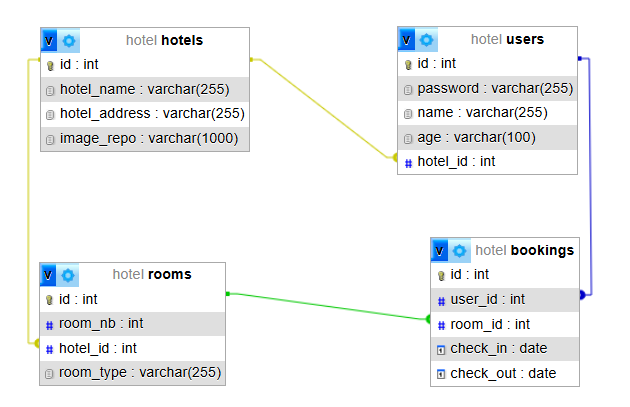 hotel hotels
id : int
hotel_name : varchar(255)
hotel_address : varchar(255)
image_repo : varchar(1000)
hotel users
id : int
password : varchar(255)
name : varchar(255)
age : varchar(100)
hotel_id : int
hotel rooms
id : int
room_nb : int
hotel_id : int
room_type : varchar(255)
hotel bookings
id : int
user_id : int
room_id : int
check_in : date
check_out : date